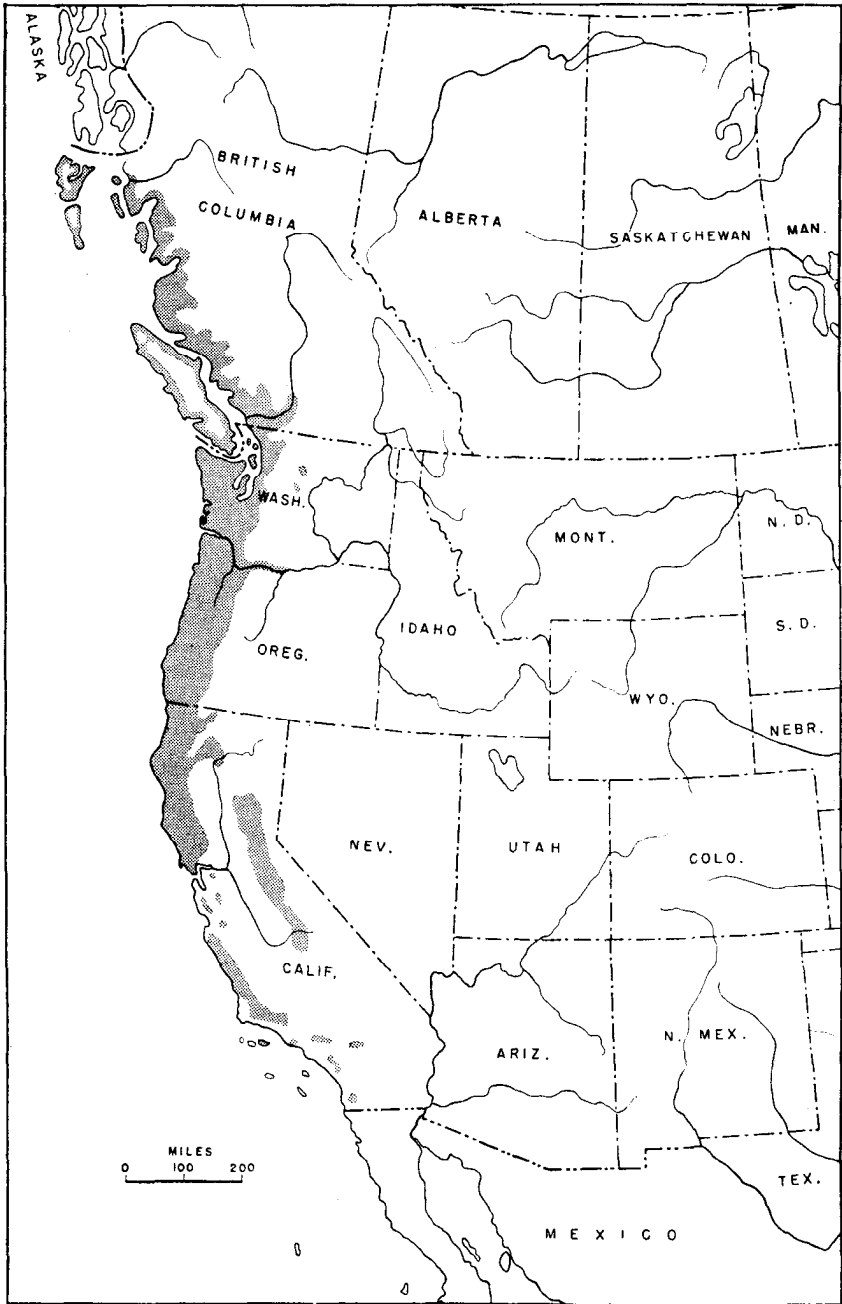 ALASKA
BRITISH
COLUMBIA
ALBERTA
SASKATCHEWAN
MAN.
WASH.
MONT.
N. D.
OREG.
IDAHO
S. D.
WYO.
NEBR.
NEV.
UTAH
COLO.
CALIF.
ARIZ.
N. MEX.
MILES
0 100 200
TEX.
MEXICO